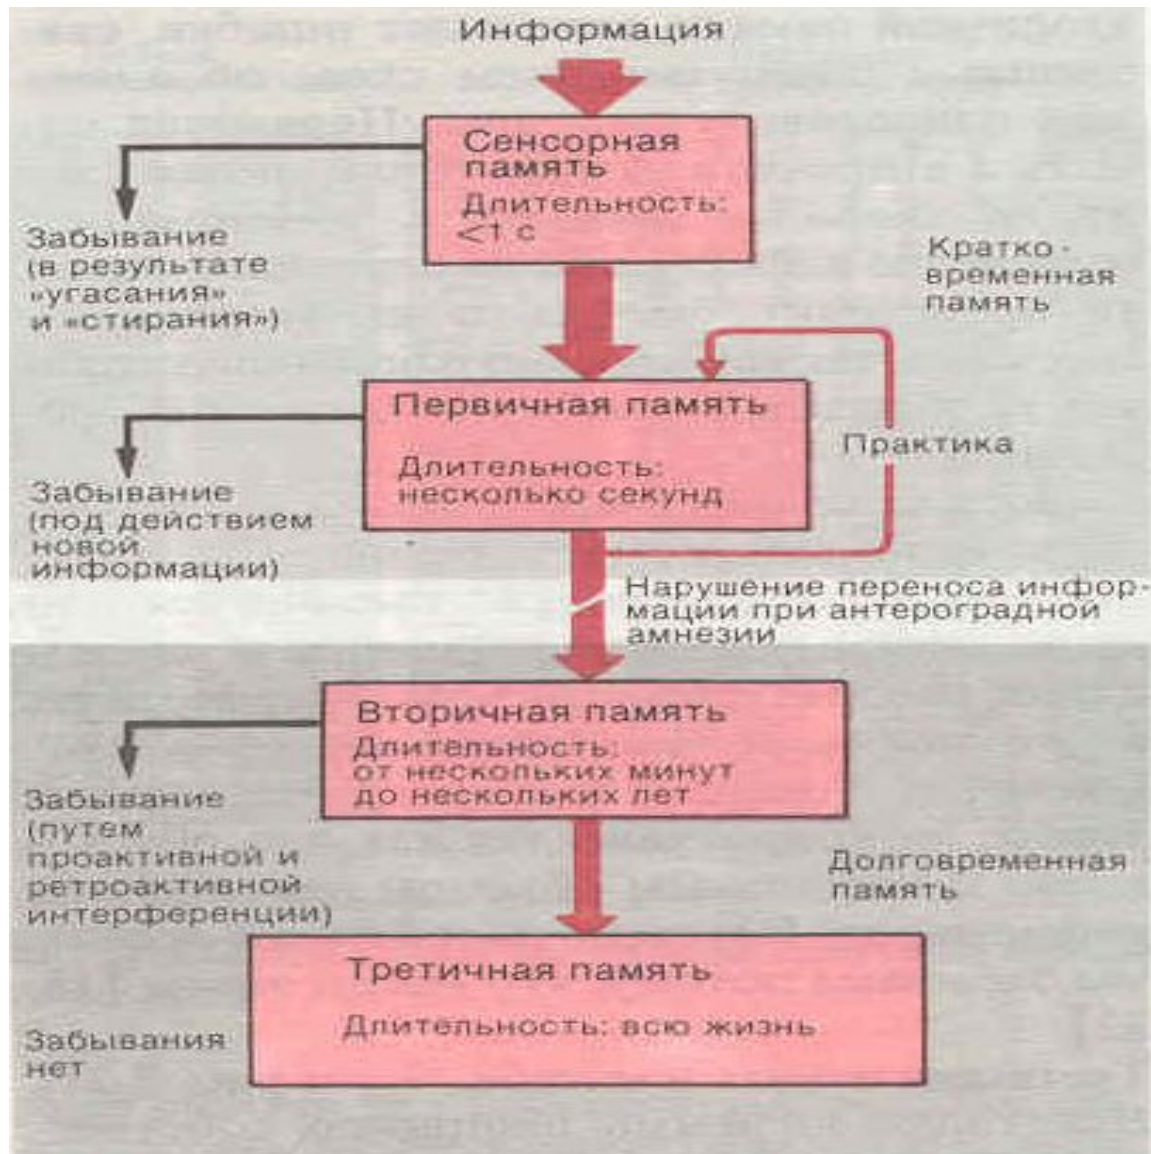 Информация
Сенсорная
память
Длительность:
<1 с
Забывание
(в результате
«угасания»
и «стирания»)
Кратко-
временная
память
Первичная память
Длительность:
несколько секунд
Практика
Забывание
(под действием
новой
информации)
Нарушение переноса инфор-
мации при антероградной
амнезии
Вторичная память
Длительность:
от нескольких минут
до нескольких лет
Забывание
(путем
проактивной и
ретроактивной
интерференции)
Долговременная
память
Третичная память
Длительность: всю жизнь
Забывания
нет